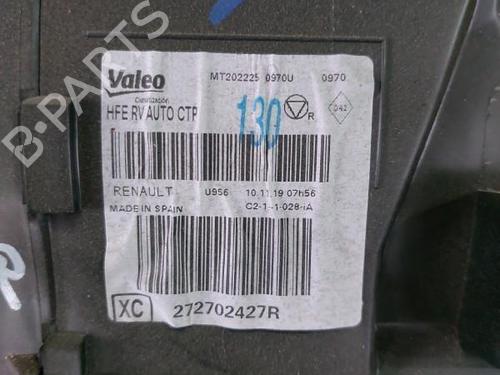 Valeo
MT202225 0970U 0970
Climatización
HFE RV AUTO CTP
130
R
RENAULT U956 10.11.19 07h56
MADE IN SPAIN C2-1-1-028-iA
XC 272702427R
B-PARTS